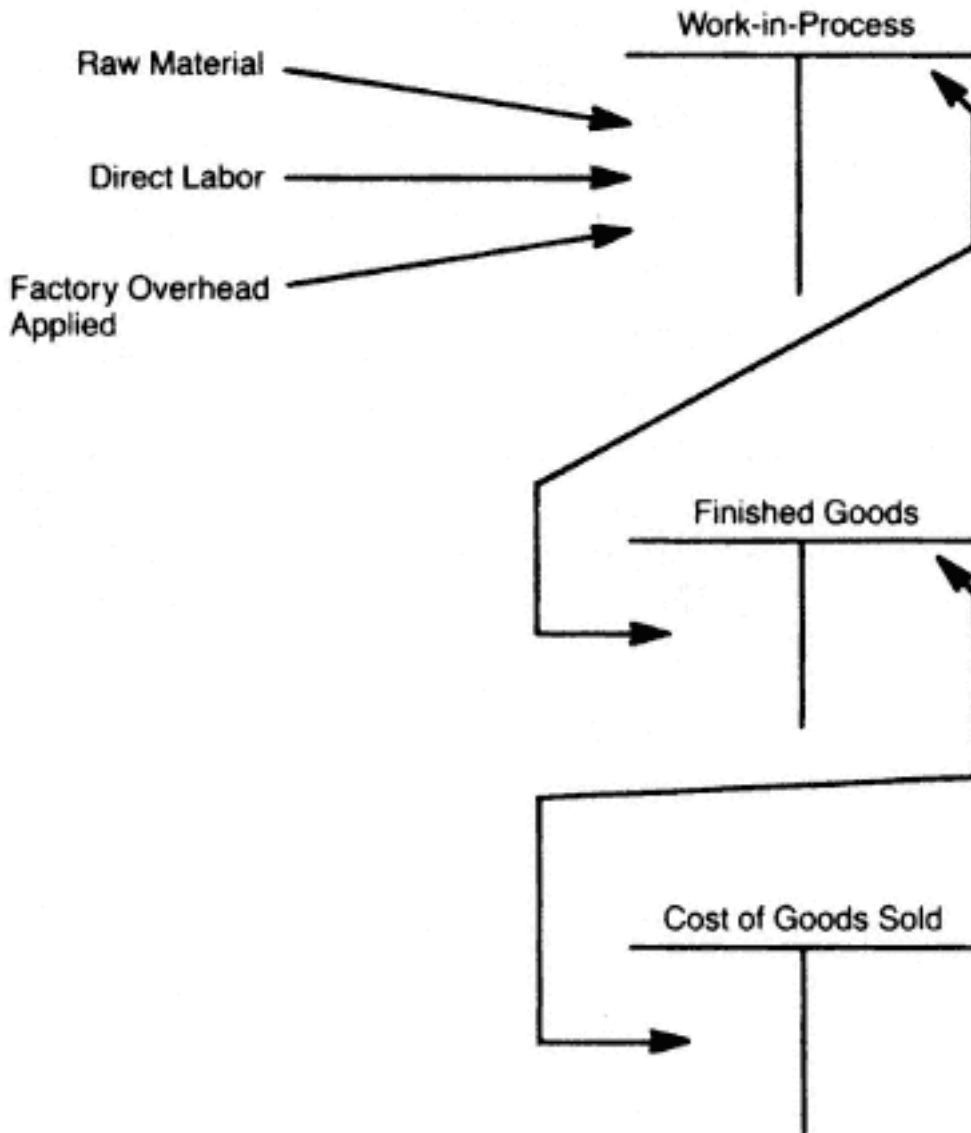 Work-in-Process
Raw Material
Direct Labor
Factory Overhead
Applied
Finished Goods
Cost of Goods Sold